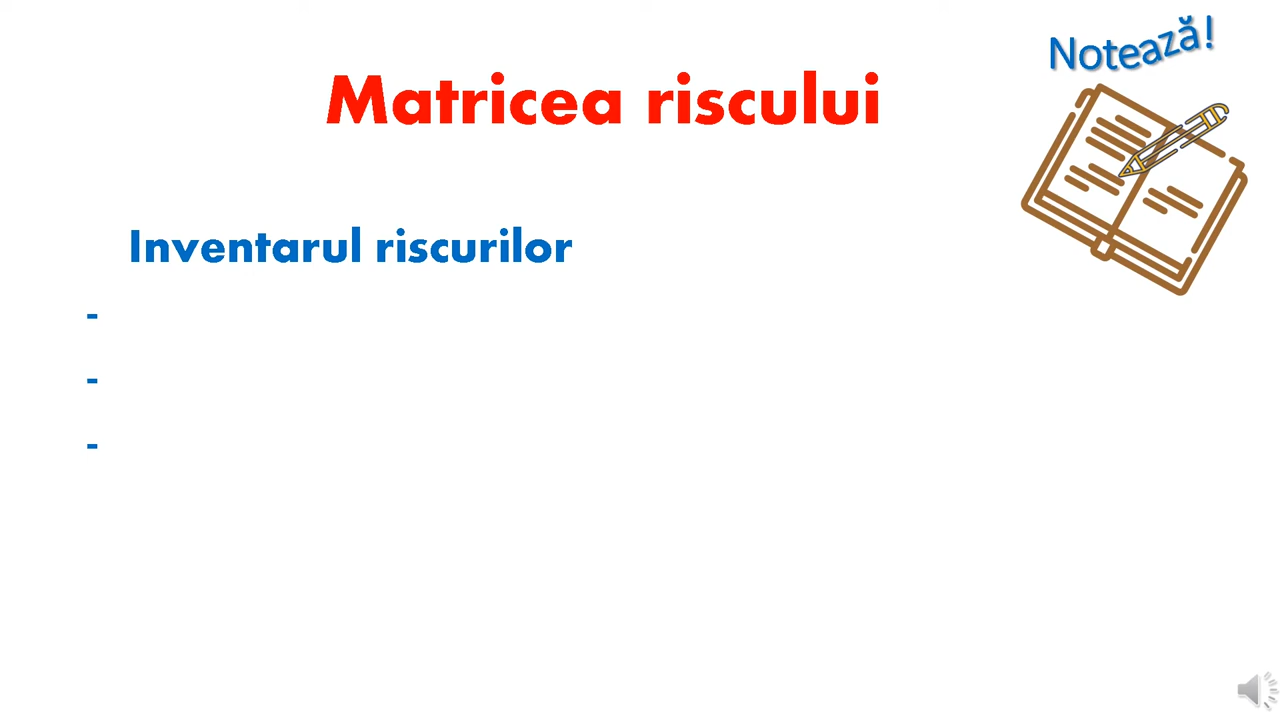 Notează!
Matricea riscului
Inventarul riscurilor
-
-
-